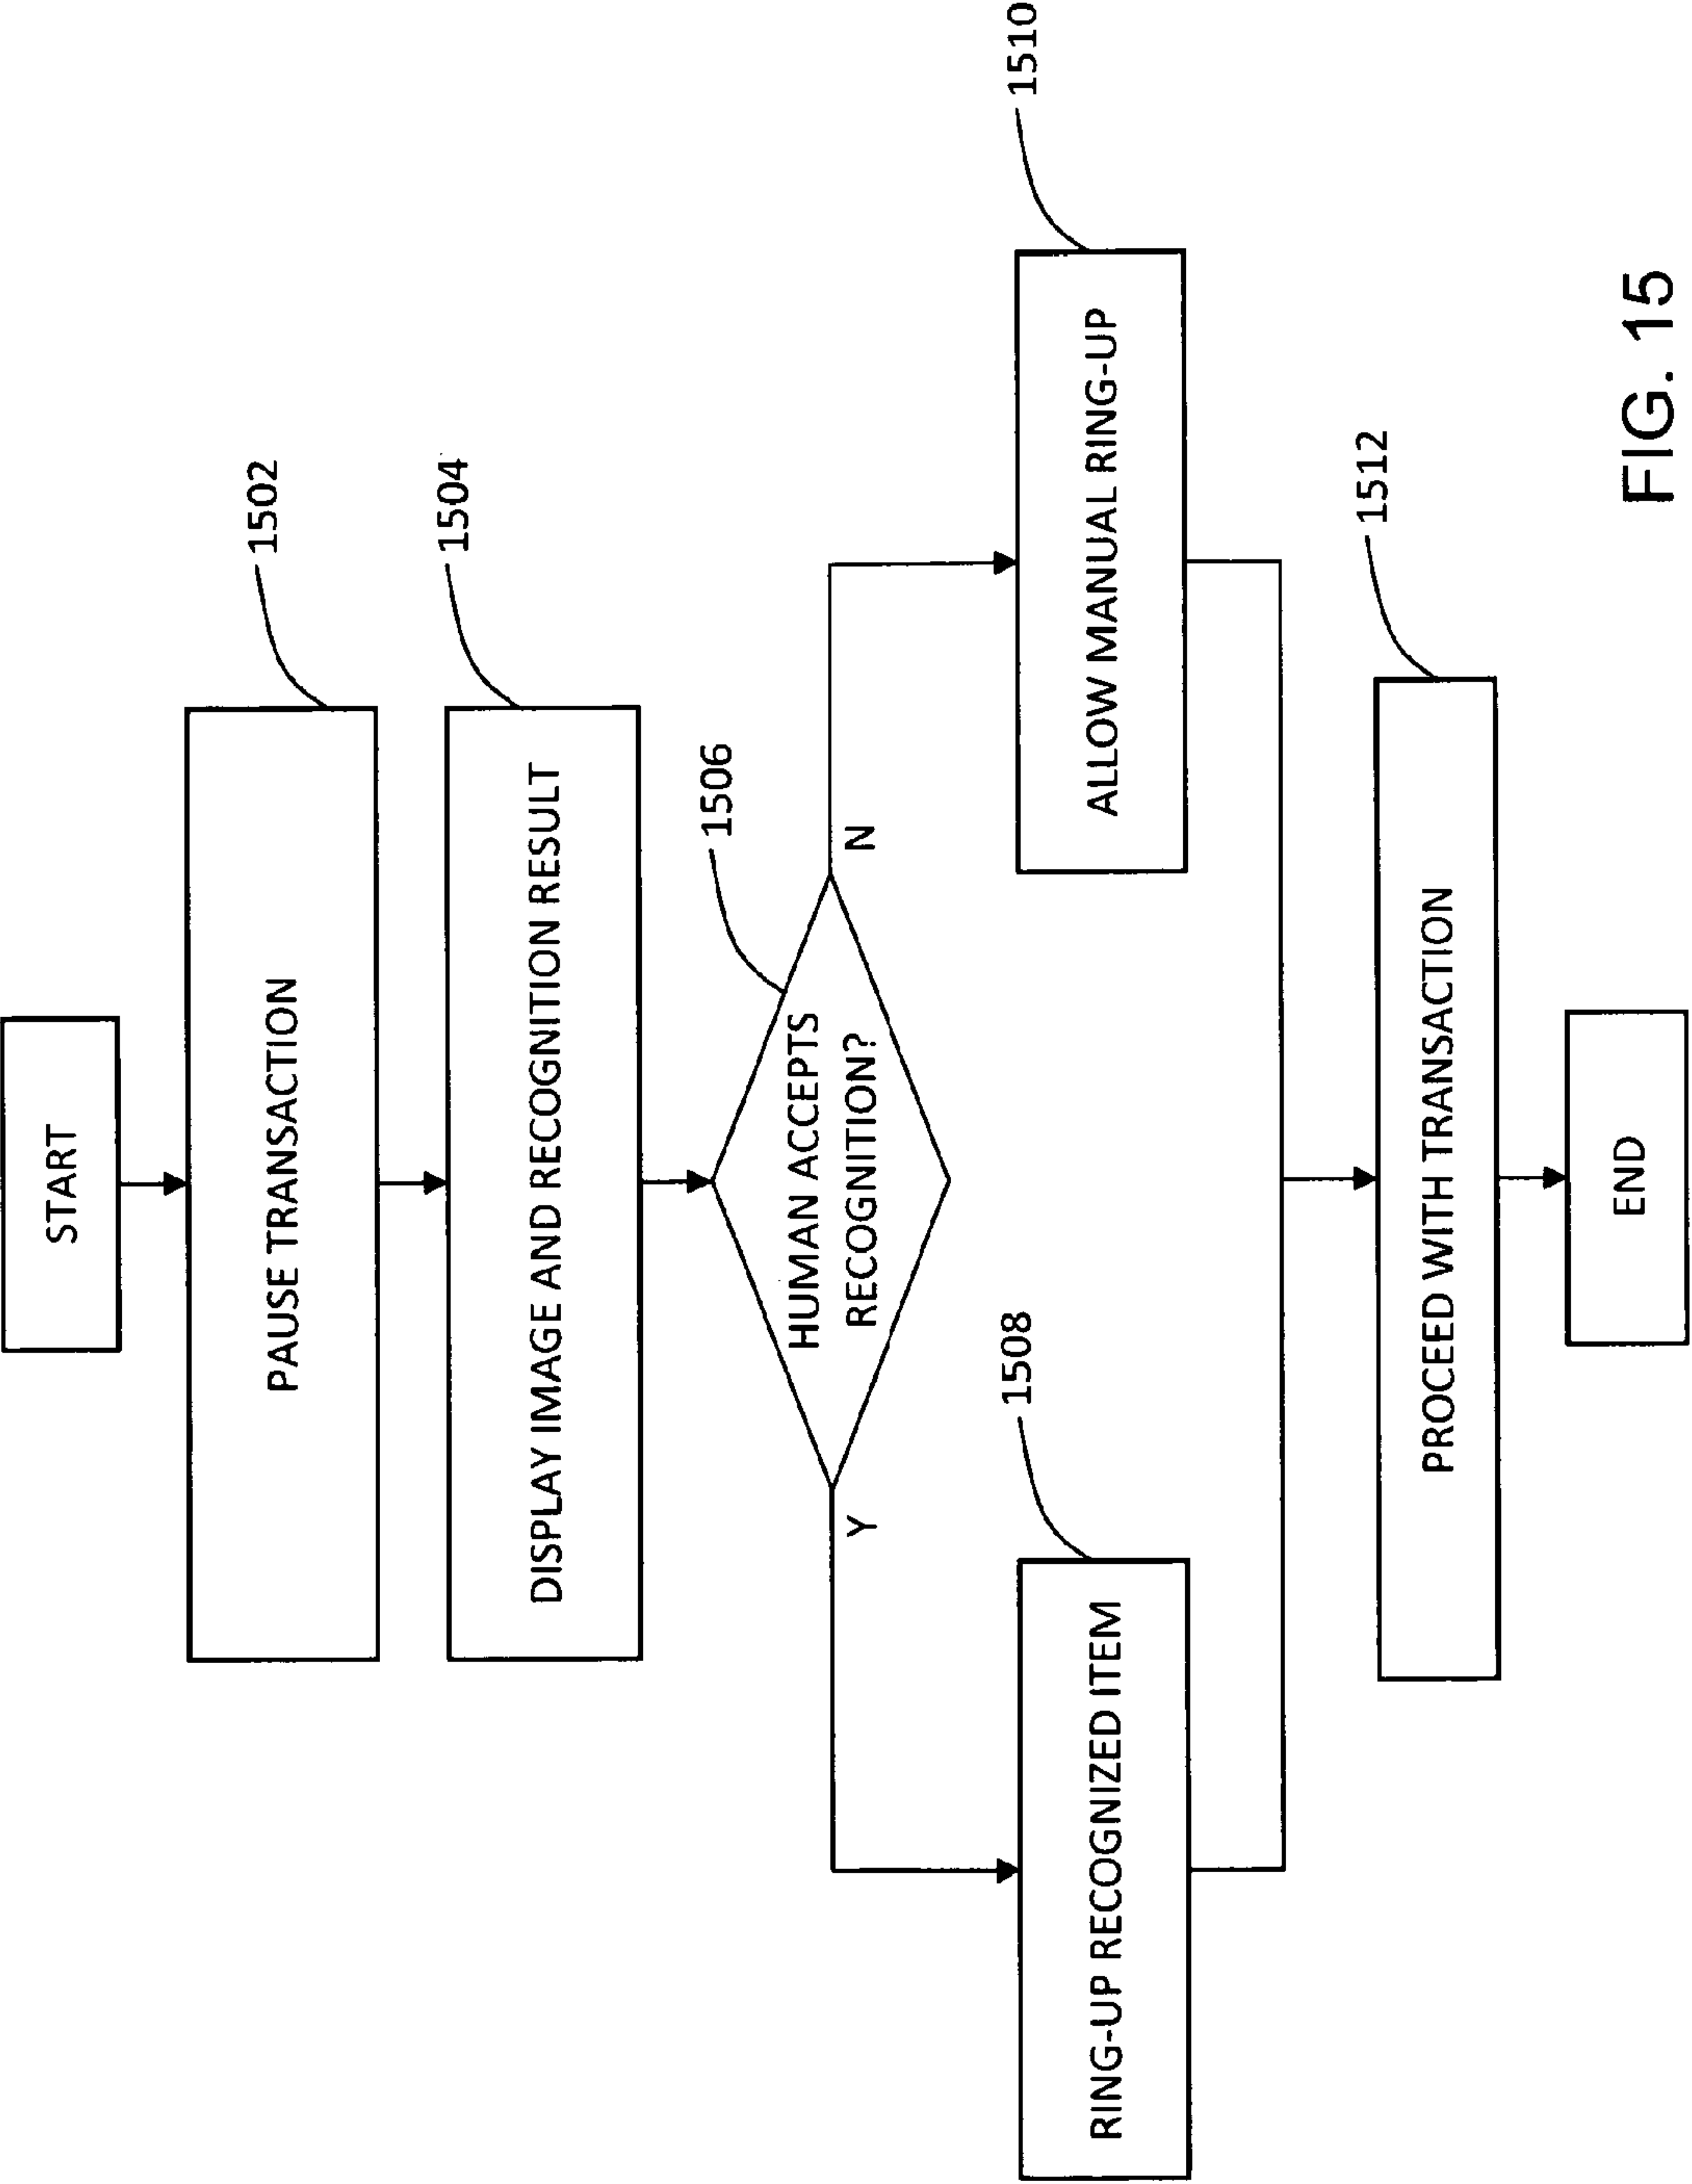 START
PAUSE TRANSACTION
1502
DISPLAY IMAGE AND RECOGNITION RESULT
1504
HUMAN ACCEPTS
RECOGNITION?
1506
Y
N
RING-UP RECOGNIZED ITEM
1508
ALLOW MANUAL RING-UP
1510
PROCEED WITH TRANSACTION
1512
END
FIG. 15